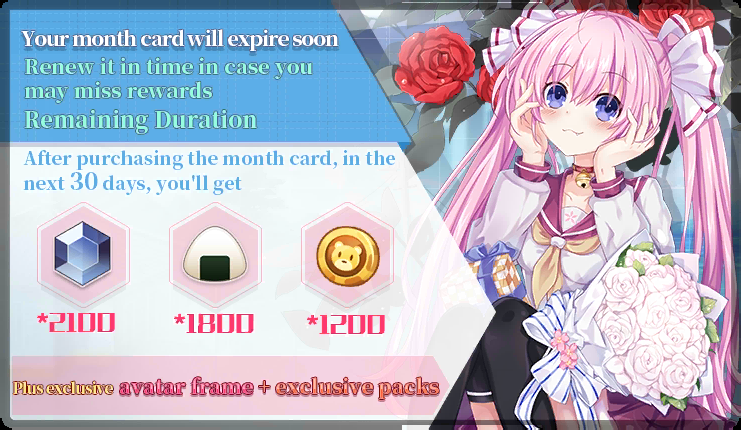 Your month card will expire soon
Renew it in time in case you
may miss rewards
Remaining Duration
After purchasing the month card, in the
next 30 days, you'll get
*2100 *1800 *1200
Plus exclusive avatar frame + exclusive packs